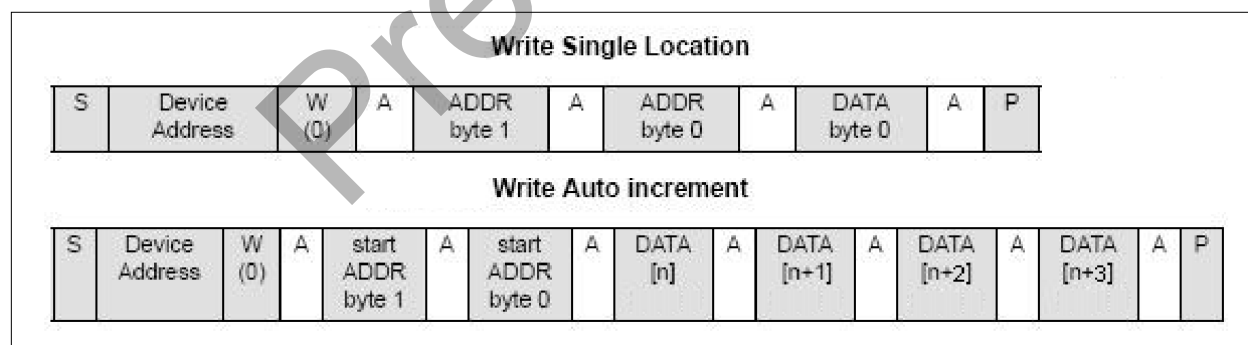 Pre
Write Single Location
S Device Address W (0) A ADDR byte 1 A ADDR byte 0 A DATA byte 0 A P
Write Auto increment
S Device Address W (0) A start ADDR byte 1 A start ADDR byte 0 A DATA [n] A DATA [n+1] A DATA [n+2] A DATA [n+3] A P